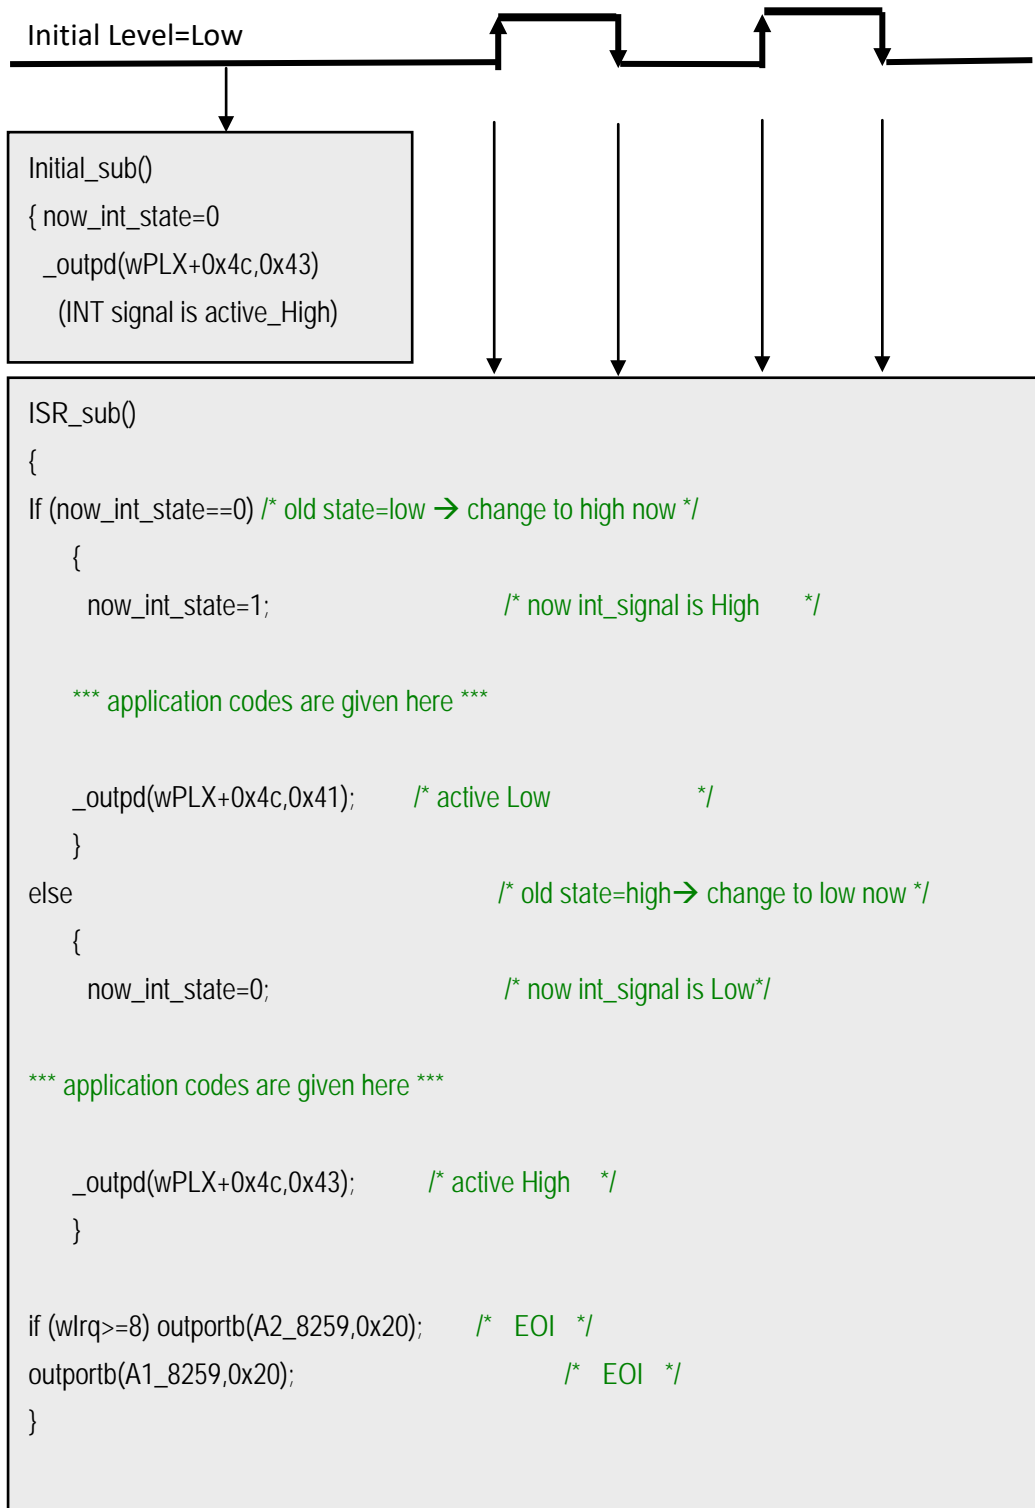 Initial Level=Low
Initial_sub()
{ now_int_state=0
_outpd(wPLX+0x4c,0x43)
(INT signal is active_High)
ISR_sub()
{
If (now_int_state==0) /* old state=low → change to high now */
{
now_int_state=1; /* now int_signal is High */
*** application codes are given here ***
_outpd(wPLX+0x4c,0x41); /* active Low */
}
else /* old state=high→ change to low now */
{
now_int_state=0; /* now int_signal is Low*/
*** application codes are given here ***
_outpd(wPLX+0x4c,0x43); /* active High */
}
if (wIrq>=8) outportb(A2_8259,0x20); /* EOI */
outportb(A1_8259,0x20); /* EOI */
}